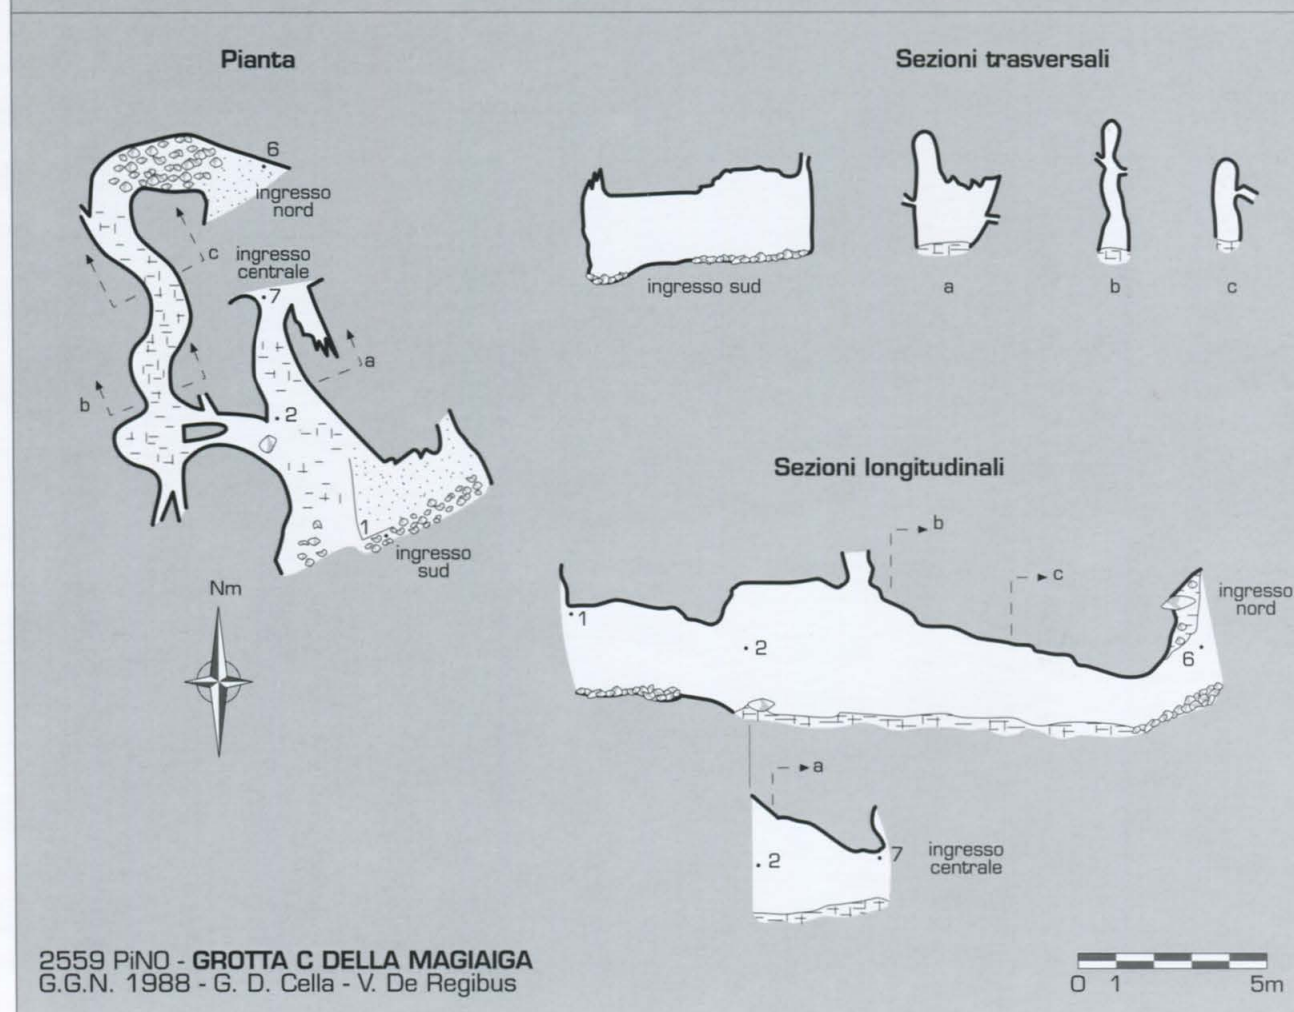 Pianta
6
ingresso
nord
c
ingresso
centrale
7
a
b
2
1
ingresso
sud
Nm
Sezioni trasversali
ingresso sud
a
b
c
Sezioni longitudinali
b
c
ingresso
nord
1
2
6
a
2
7
ingresso
centrale
2559 PiNO - GROTTA C DELLA MAGIAIGA
G.G.N. 1988 - G. D. Cella - V. De Regibus
0 1 5m